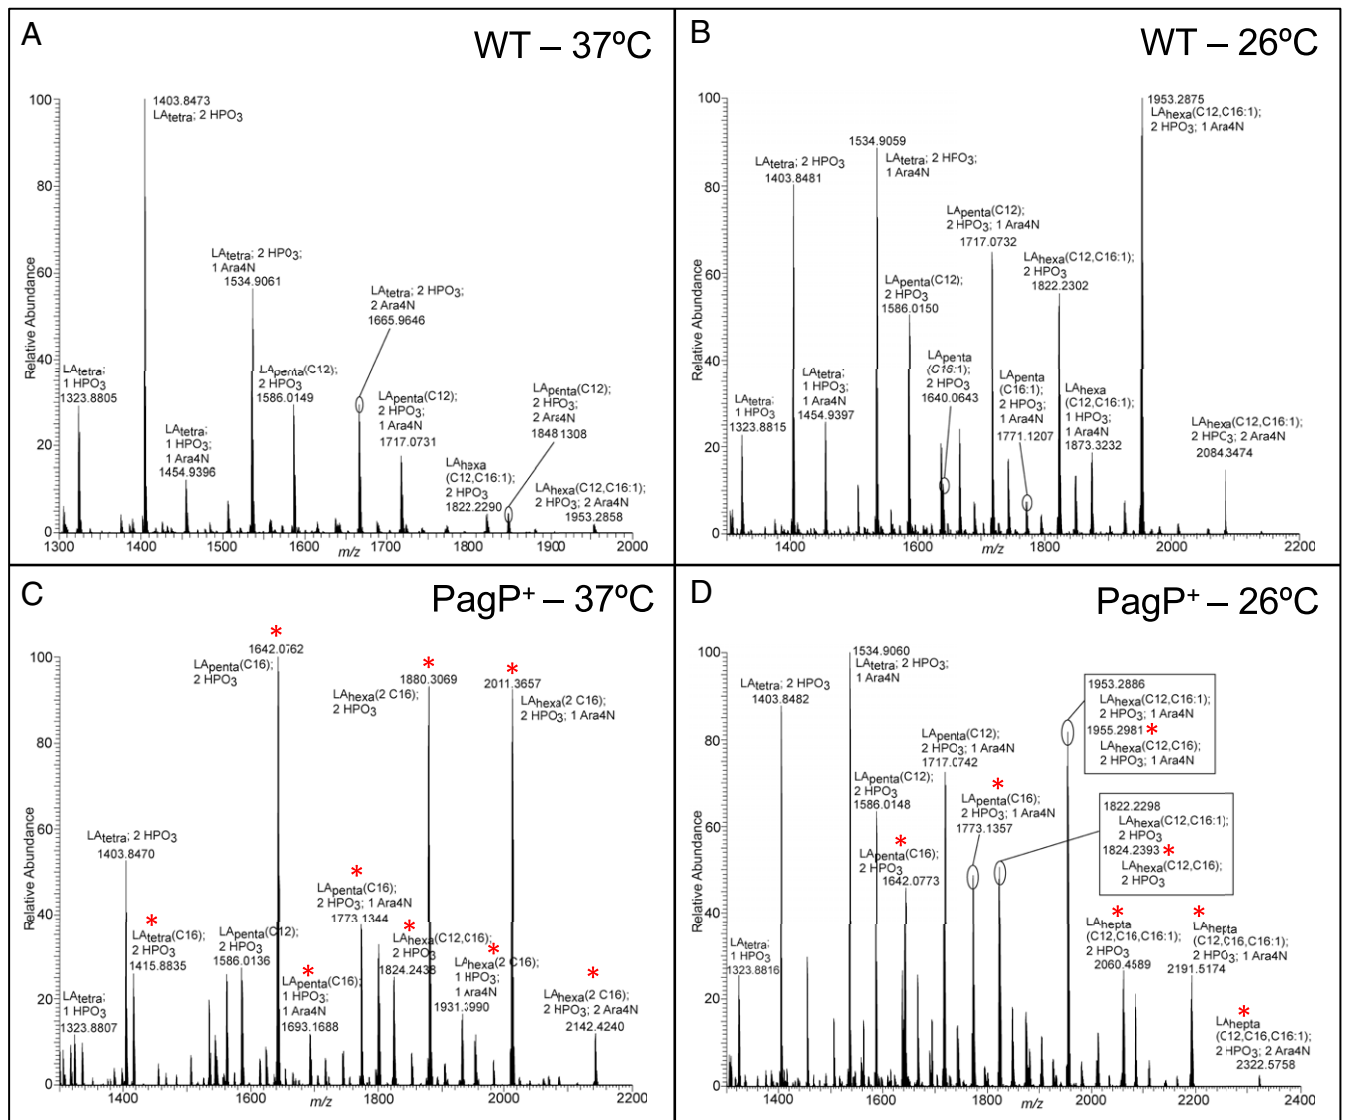 A
WT – 37ºC
100
80
60
40
20
0
Relative Abundance
1403.8473
LAtetra; 2 HPO3
LAtetra; 2 HPO3;
1 Ara4N
1534.9061
LAtetra; 2 HPO3;
2 Ara4N
1665.9646
LAtetra;
1 HPO3
1323.8805
LApenta(C12);
2 HPO3
1586.0149
LAtetra;
1 HPO3;
1 Ara4N
1454.9396
LApenta(C12);
2 HPO3;
1 Ara4N
1717.0731
LApenta(C12);
2 HPO3;
2 Ara4N
1848.1308
LAhexa
(C12,C16:1);
2 HPO3
1822.2290
LAhexa(C12,C16:1);
2 HPO3; 2 Ara4N
1953.2858
1300 1400 1500 1600 1700 1800 1900 2000
m/z
B
WT – 26ºC
100
80
60
40
20
0
Relative Abundance
1953.2875
LAhexa(C12,C16:1);
2 HPO3; 1 Ara4N
1534.9059
LAtetra; 2 HFO3;
1 Ara4N
LAtetra; 2 HPO3
1403.8481
LApenta(C12);
2 HPO3; 1 Ara4N
1717.0732
LAhexa(C12,C16:1);
2 HPO3
1822.2302
LApenta(C12);
2 HPO3
1586.0150
LApenta
(C16:1);
2 HPO3
1640.0643
LAtetra;
1 HPO3;
1 Ara4N
1454.9397
LAtetra;
1 HPO3
1323.8815
LApenta
(C16:1);
2 HPO3;
1 Ara4N
1771.1207
LAhexa
(C12,C16:1);
1 HPO3;
1 Ara4N
1873.3232
LAhexa(C12,C16:1);
2 HPC3; 2 Ara4N
2084.3474
1400 1600 1800 2000 2200
m/z
C
PagP+ – 37ºC
100
80
60
40
20
0
Relative Abundance
*
1642.0762
LApenta(C16);
2 HPO3
*
1880.3069
LAhexa(2 C16);
2 HPO3
*
2011.3657
LAhexa(2 C16);
2 HPO3; 1 Ara4N
LAtetra; 2 HPO3
1403.8470
*
LAtetra(C16);
2 HPO3
1415.8835
LApenta(C12);
2 HPO3
1586.0136
*
LApenta(C16);
2 HPO3; 1 Ara4N
1773.1344
*
LAhexa(C12,C16);
2 HPO3
1824.2438
*
LApenta(C16);
1 HPO3;
1 Ara4N
1693.1688
*
LAhexa(2 C16);
1 HPO3;
1 Ara4N
1931.3990
*
LAhexa(2 C16);
2 HPO3; 2 Ara4N
2142.4240
LAtetra;
1 HPO3
1323.8807
1400 1600 1800 2000 2200
m/z
D
PagP+ – 26ºC
100
80
60
40
20
0
Relative Abundance
1534.9060
LAtetra; 2 HPO3;
1 Ara4N
LAtetra; 2 HPO3
1403.8482
1953.2886
LAhexa(C12,C16:1);
2 HPO3; 1 Ara4N
1955.2981 *
LAhexa(C12,C16);
2 HPO3; 1 Ara4N
LApenta(C12);
2 HPO3; 1 Ara4N
1717.0742
LApenta(C12);
2 HPO3
1586.0148
*
LApenta(C16);
2 HPO3; 1 Ara4N
1773.1357
1822.2298
LAhexa(C12,C16:1);
2 HPO3
1824.2393 *
LAhexa(C12,C16);
2 HPO3
*
LApenta(C16);
2 HPO3
1642.0773
LAtetra;
1 HPO3
1323.8816
*
LAhepta
(C12,C16,C16:1);
2 HPO3
2060.4589
*
LAhepta
(C12,C16,C16:1);
2 HPO3; 1 Ara4N
2191.5174
*
LAhepta
(C12,C16,C16:1);
2 HPO3; 2 Ara4N
2322.5758
1400 1600 1800 2000 2200 2400
m/z